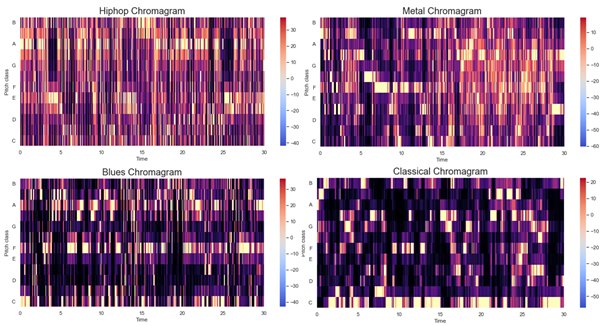 Hiphop Chromagram
Pitch class
B
A
G
F
E
D
C
0 5 10 15 20 25 30
Time
30
20
10
0
−10
−20
−30
−40
Metal Chromagram
Pitch class
B
A
G
F
E
D
C
0 5 10 15 20 25 30
Time
10
0
−10
−20
−30
−40
−50
−60
Blues Chromagram
Pitch class
B
A
G
F
E
D
C
0 5 10 15 20 25 30
Time
30
20
10
0
−10
−20
−30
−40
Classical Chromagram
Pitch class
B
A
G
F
E
D
C
0 5 10 15 20 25 30
Time
20
10
0
−10
−20
−30
−40
−50